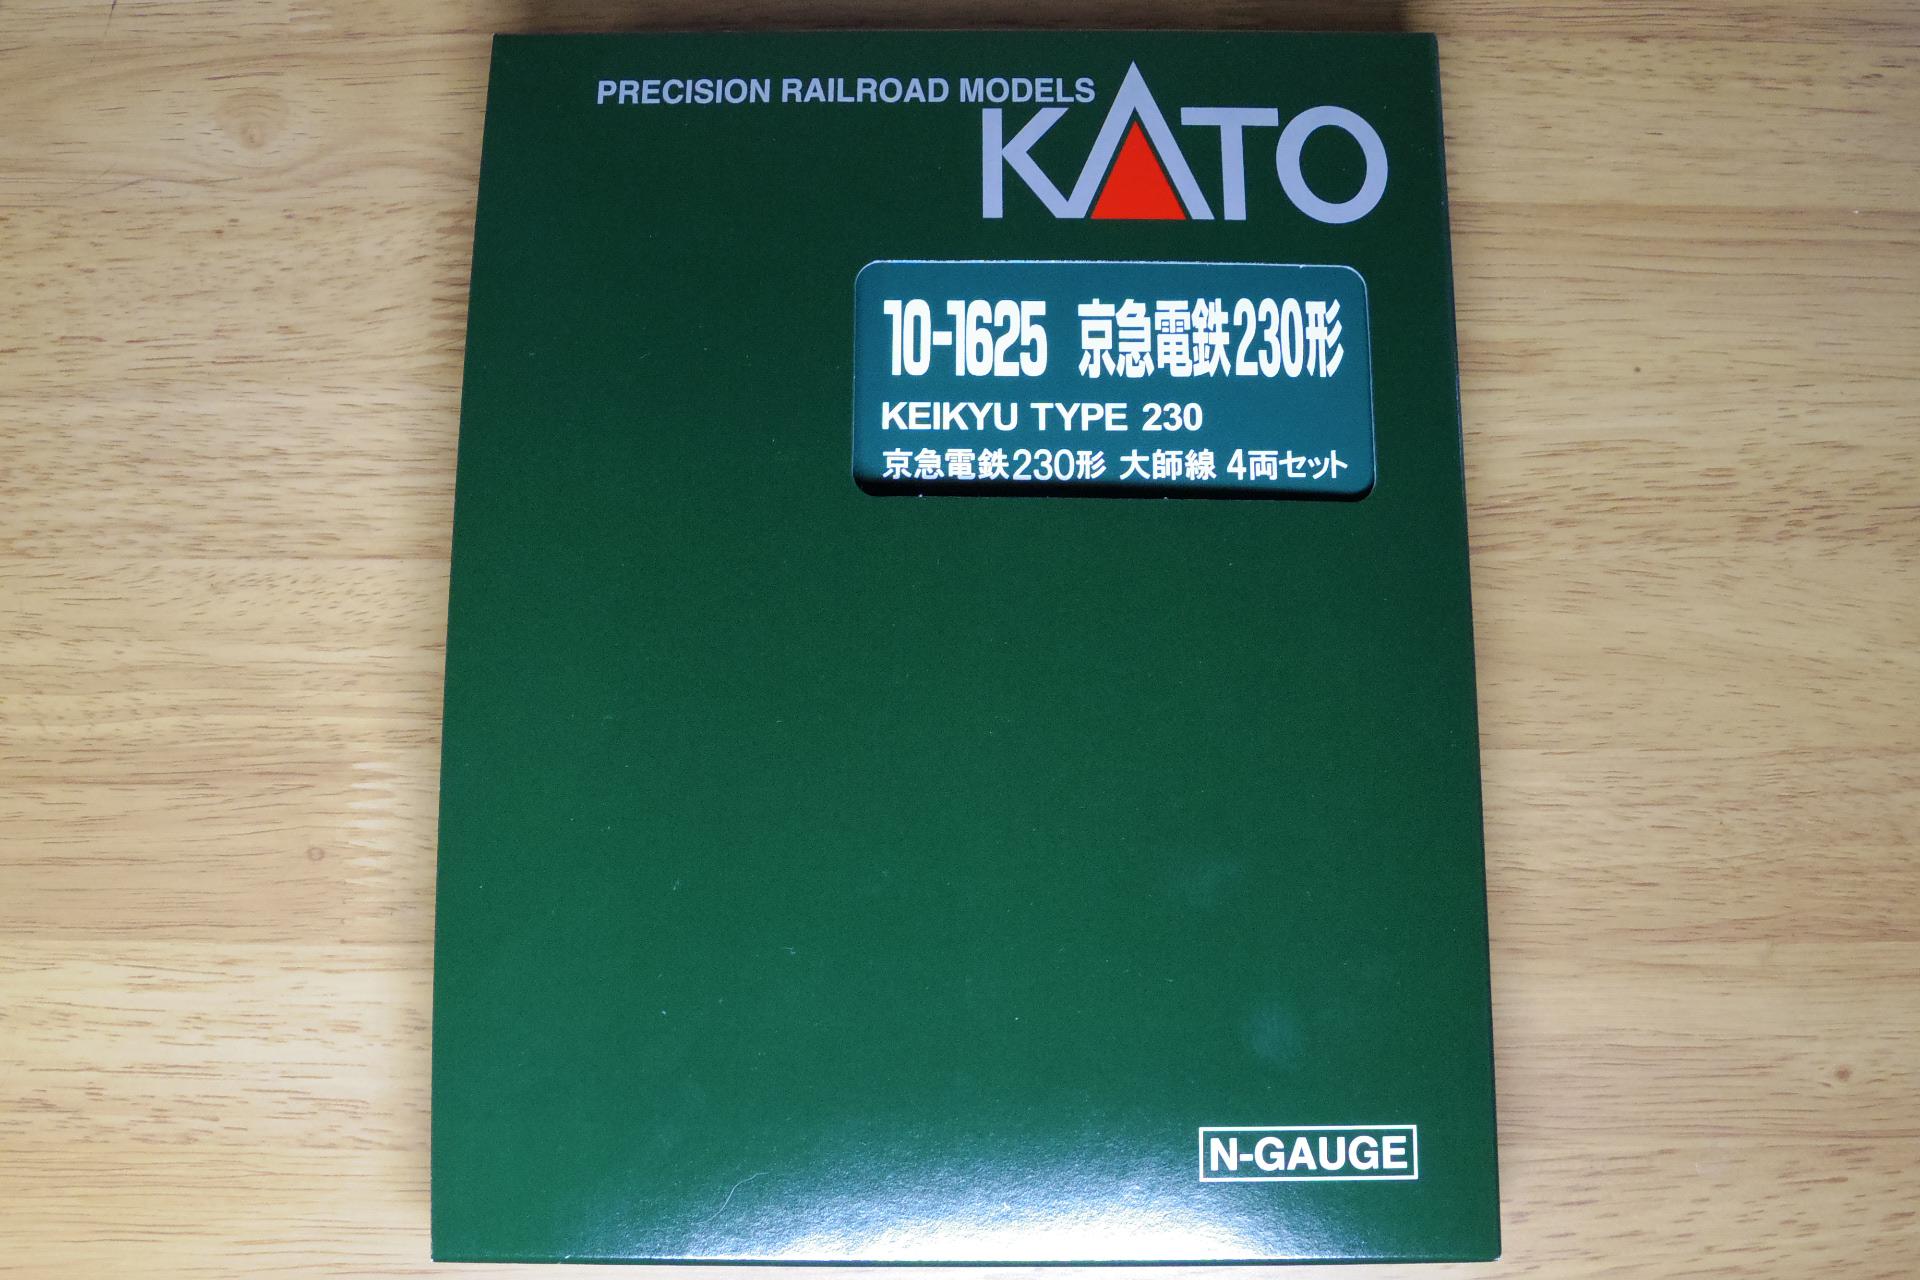 PRECISION RAILROAD MODELS
KATO
10-1625 京急電鉄230形
KEIKYU TYPE 230
京急電鉄230形 大師線 4両セット
N-GAUGE